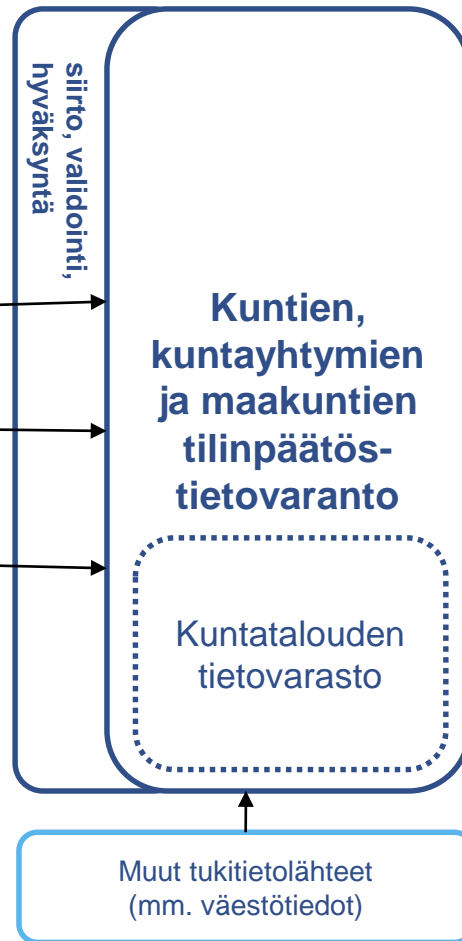 siirto, validointi,
hyväksyntä
Kuntien,
kuntayhtymien
ja maakuntien
tilinpäätös-
tietovaranto
Kuntatalouden
tietovarasto
Muut tukitietolähteet
(mm. väestötiedot)